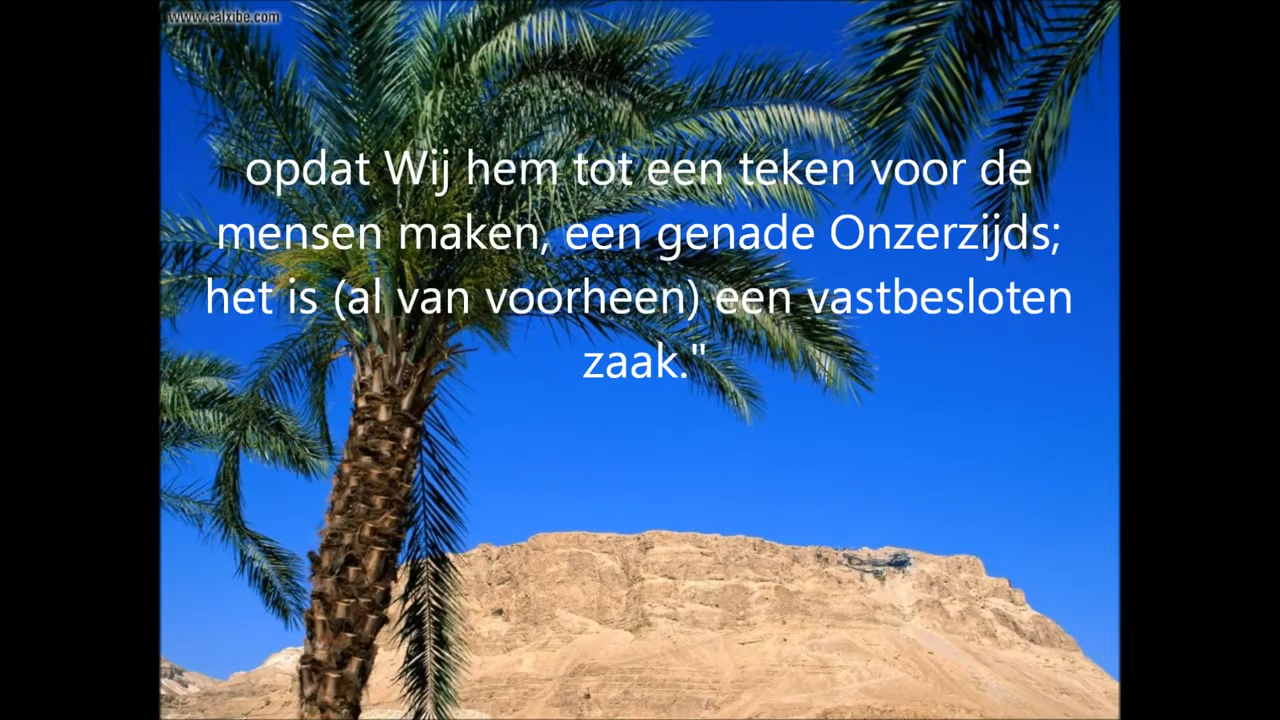 www.calxibe.com
opdat Wij hem tot een teken voor de
mensen maken, een genade Onzerzijds;
het is (al van voorheen) een vastbesloten
zaak."